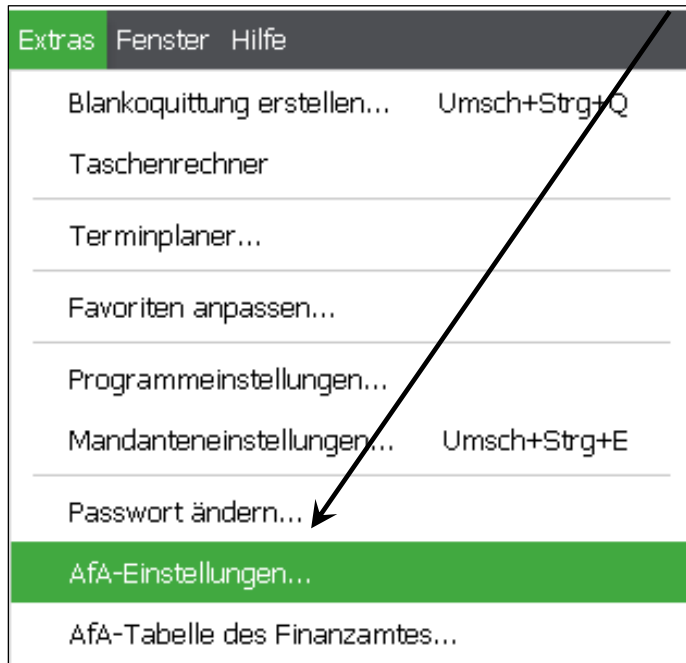 Extras Fenster Hilfe
Blankoquittung erstellen... Umsch+Strg+Q
Taschenrechner
Terminplaner...
Favoriten anpassen...
Programmeinstellungen...
Mandanteneinstellungen... Umsch+Strg+E
Passwort ändern...
AfA-Einstellungen...
AfA-Tabelle des Finanzamtes...